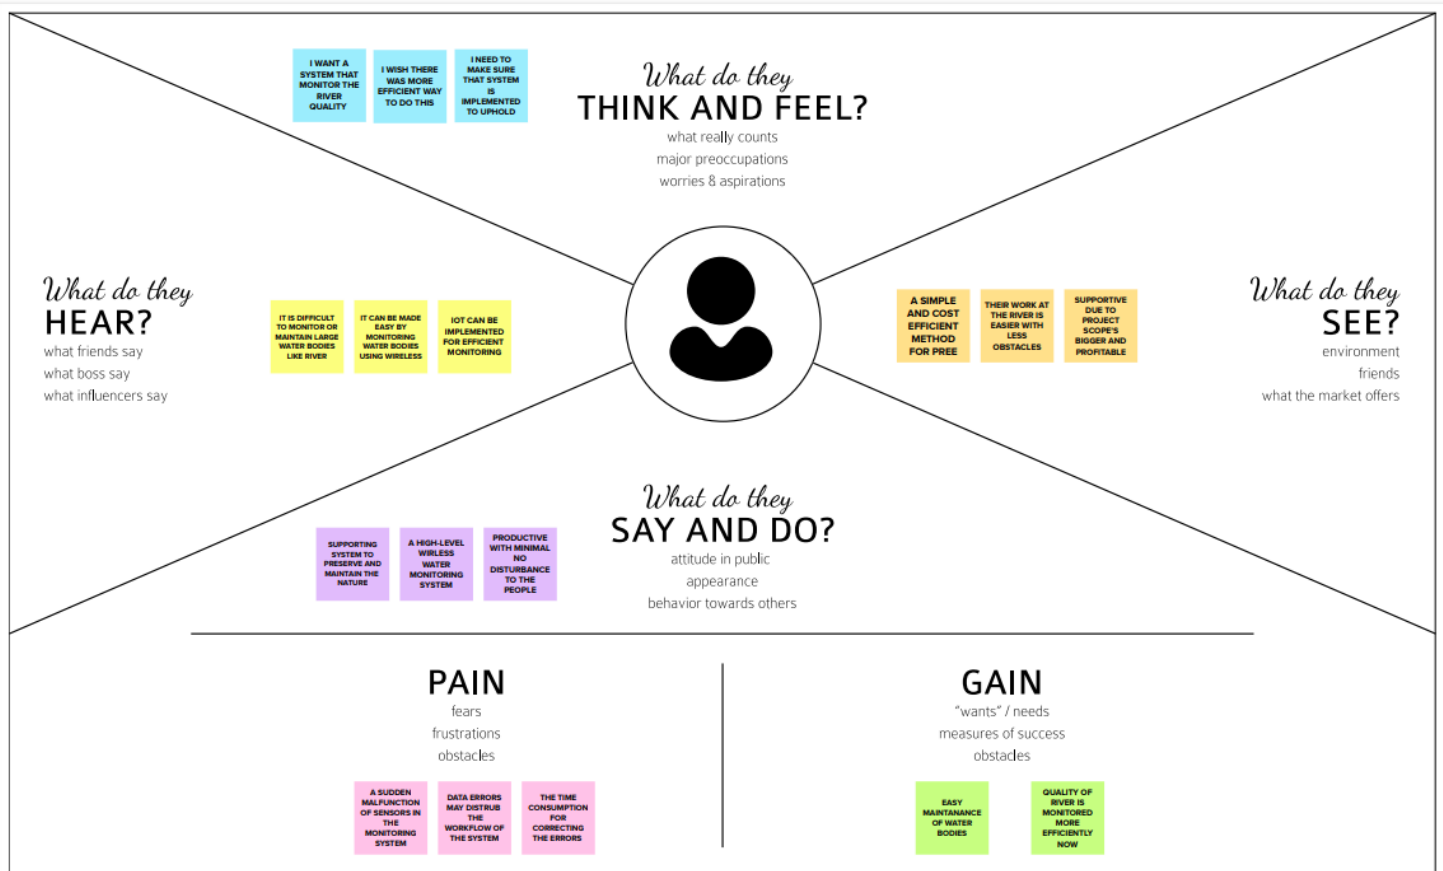 I WANT A
SYSTEM THAT
MONITOR THE
RIVER
QUALITY
I WISH THERE
WAS MORE
EFFICIENT WAY
TO DO THIS
I NEED TO
MAKE SURE
THAT SYSTEM
IS
IMPLEMENTED
TO UPHOLD
What do they
THINK AND FEEL?
what really counts
major preoccupations
worries & aspirations
What do they
HEAR?
what friends say
what boss say
what influencers say
IT IS DIFFICULT
TO MONITOR OR
MAINTAIN LARGE
WATER BODIES
LIKE RIVER
IT CAN BE MADE
EASY BY
MONITORING
WATER BODIES
USING WIRELESS
IOT CAN BE
IMPLEMENTED
FOR EFFICIENT
MONITORING
A SIMPLE
AND COST
EFFICIENT
METHOD
FOR PREE
THEIR WORK AT
THE RIVER IS
EASIER WITH
LESS
OBSTACLES
SUPPORTIVE
DUE TO
PROJECT
SCOPE'S
BIGGER AND
PROFITABLE
What do they
SEE?
environment
friends
what the market offers
What do they
SAY AND DO?
attitude in public
appearance
behavior towards others
SUPPORTING
SYSTEM TO
PRESERVE AND
MAINTAIN THE
NATURE
A HIGH-LEVEL
WIRLESS
WATER
MONITORING
SYSTEM
PRODUCTIVE
WITH MINIMAL
NO
DISTURBANCE
TO THE
PEOPLE
PAIN
fears
frustrations
obstacles
A SUDDEN
MALFUNCTION
OF SENSORS IN
THE
MONITORING
SYSTEM
DATA ERRORS
MAY DISTRUB
THE
WORKFLOW OF
THE SYSTEM
THE TIME
CONSUMPTION
FOR
CORRECTING
THE ERRORS
GAIN
"wants" / needs
measures of success
obstacles
EASY
MAINTANANCE
OF WATER
BODIES
QUALITY OF
RIVER IS
MONITORED
MORE
EFFICIENTLY
NOW